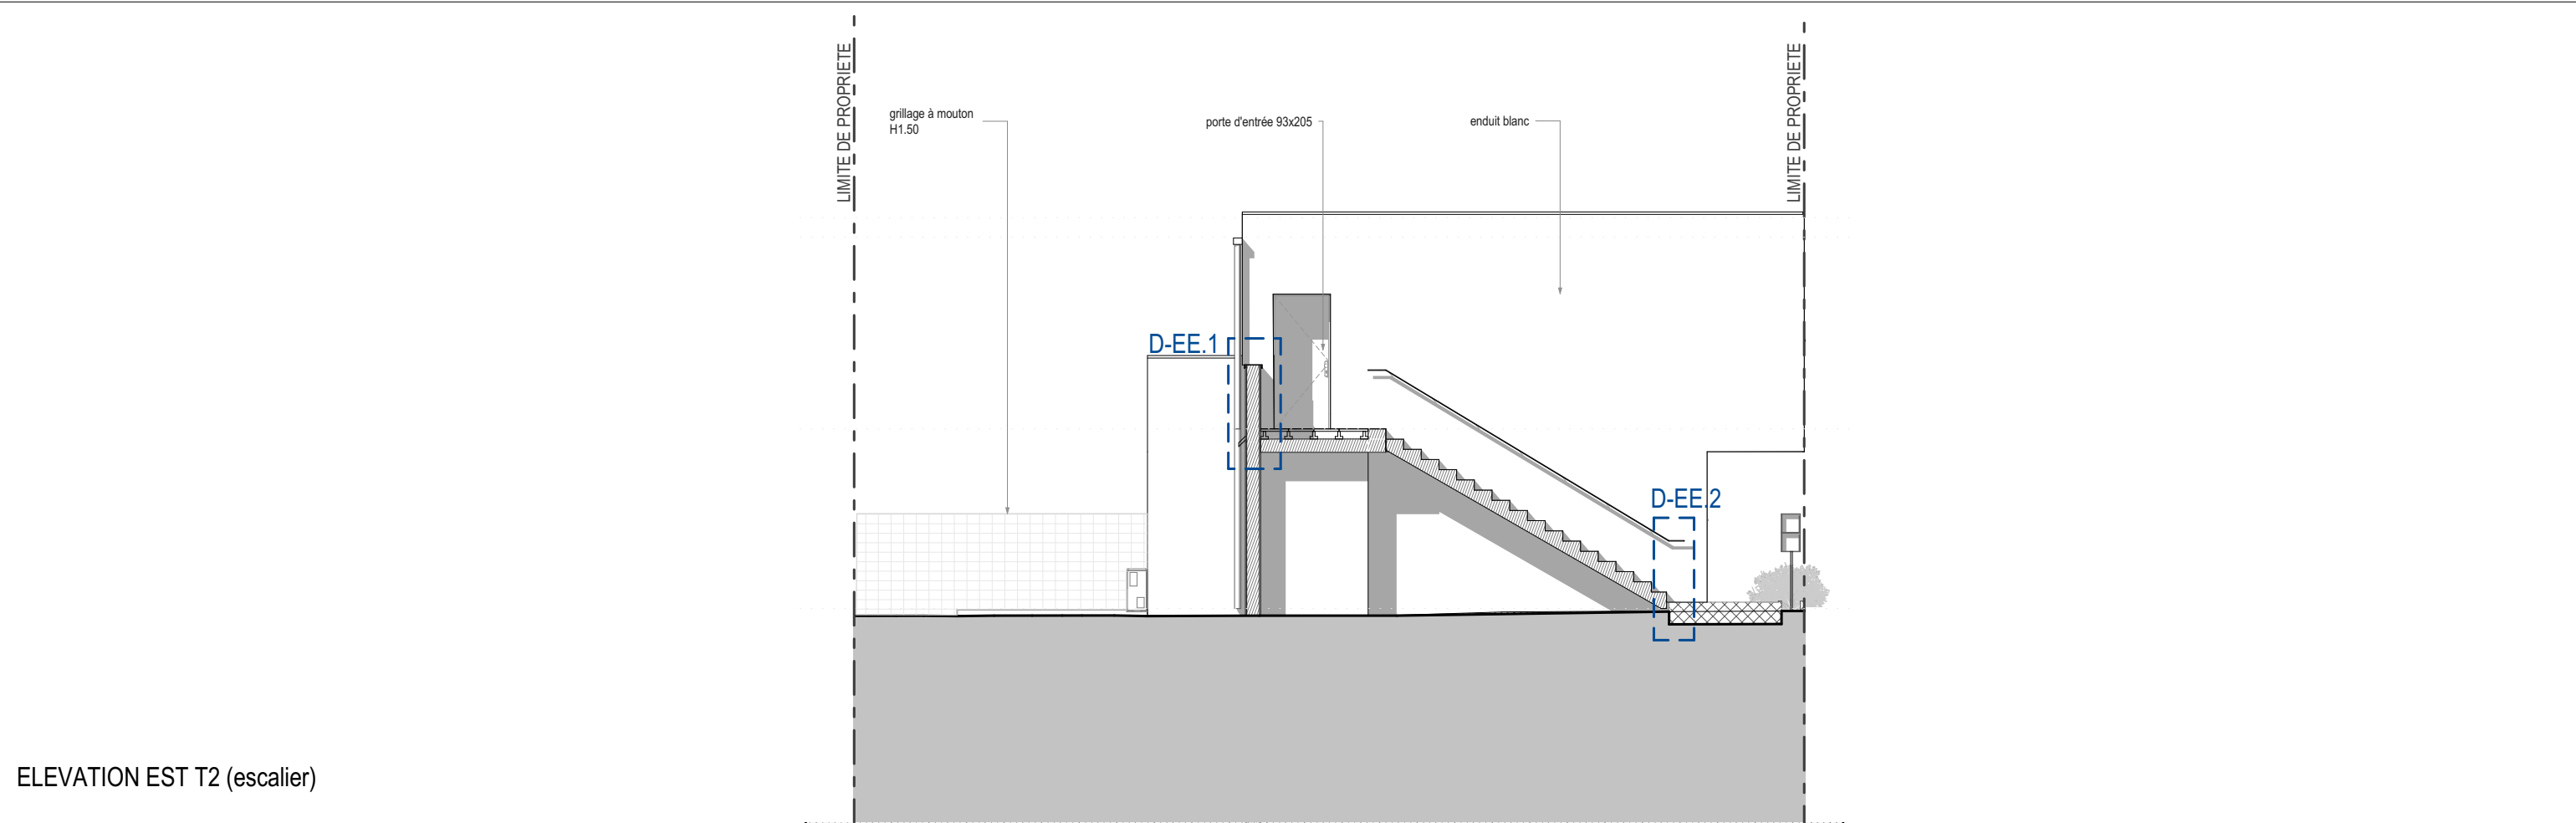 LIMITE DE PROPRIETE
LIMITE DE PROPRIETE
grillage à mouton
H1.50
porte d'entrée 93x205
enduit blanc
D-EE.1
D-EE.2
ELEVATION EST T2 (escalier)